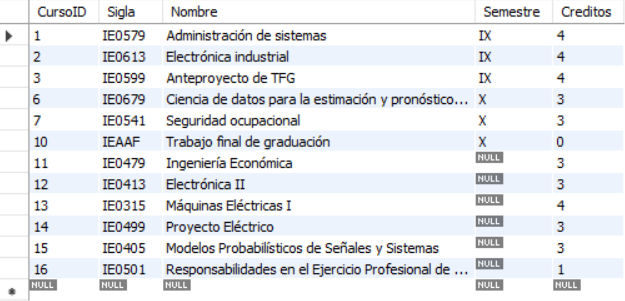 CursoID Sigla Nombre Semestre Creditos
1 IE0579 Administración de sistemas IX 4
2 IE0613 Electrónica industrial IX 4
3 IE0599 Anteproyecto de TFG IX 4
6 IE0679 Ciencia de datos para la estimación y pronóstico... X 3
7 IE0541 Seguridad ocupacional X 3
10 IEAAF Trabajo final de graduación X 0
11 IE0479 Ingeniería Económica NULL 3
12 IE0413 Electrónica II NULL 3
13 IE0315 Máquinas Eléctricas I NULL 4
14 IE0499 Proyecto Eléctrico NULL 3
15 IE0405 Modelos Probabilísticos de Señales y Sistemas NULL 3
16 IE0501 Responsabilidades en el Ejercicio Profesional de ... NULL 1
NULL NULL NULL NULL NULL